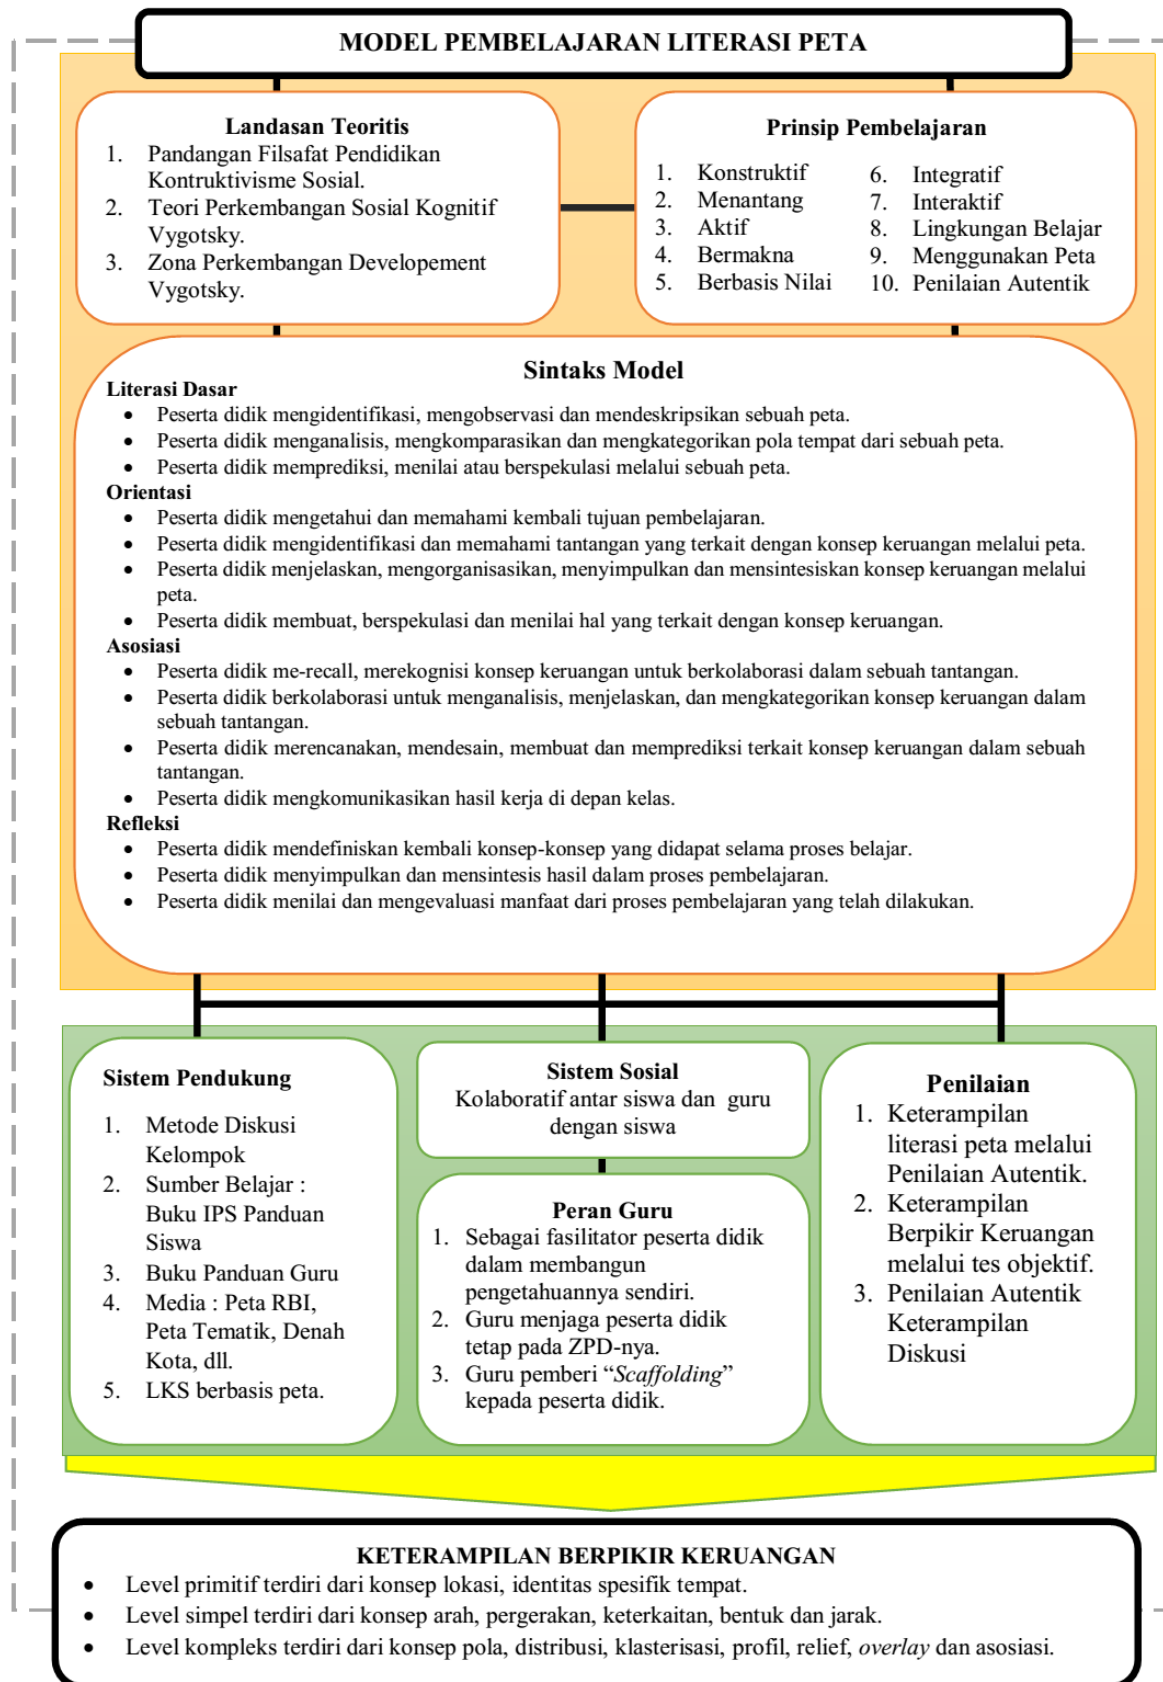 MODEL PEMBELAJARAN LITERASI PETA
Landasan Teoritis
1. Pandangan Filsafat Pendidikan
Kontruktivisme Sosial.
2. Teori Perkembangan Sosial Kognitif
Vygotsky.
3. Zona Perkembangan Developement
Vygotsky.
Prinsip Pembelajaran
1. Konstruktif
2. Menantang
3. Aktif
4. Bermakna
5. Berbasis Nilai
6. Integratif
7. Interaktif
8. Lingkungan Belajar
9. Menggunakan Peta
10. Penilaian Autentik
Sintaks Model
Literasi Dasar
• Peserta didik mengidentifikasi, mengobservasi dan mendeskripsikan sebuah peta.
• Peserta didik menganalisis, mengkomparasikan dan mengkategorikan pola tempat dari sebuah peta.
• Peserta didik memprediksi, menilai atau berspekulasi melalui sebuah peta.
Orientasi
• Peserta didik mengetahui dan memahami kembali tujuan pembelajaran.
• Peserta didik mengidentifikasi dan memahami tantangan yang terkait dengan konsep keruangan melalui peta.
• Peserta didik menjelaskan, mengorganisasikan, menyimpulkan dan mensintesiskan konsep keruangan melalui
peta.
• Peserta didik membuat, berspekulasi dan menilai hal yang terkait dengan konsep keruangan.
Asosiasi
• Peserta didik me-recall, merekognisi konsep keruangan untuk berkolaborasi dalam sebuah tantangan.
• Peserta didik berkolaborasi untuk menganalisis, menjelaskan, dan mengkategorikan konsep keruangan dalam
sebuah tantangan.
• Peserta didik merencanakan, mendesain, membuat dan memprediksi terkait konsep keruangan dalam sebuah
tantangan.
• Peserta didik mengkomunikasikan hasil kerja di depan kelas.
Refleksi
• Peserta didik mendefiniskan kembali konsep-konsep yang didapat selama proses belajar.
• Peserta didik menyimpulkan dan mensintesis hasil dalam proses pembelajaran.
• Peserta didik menilai dan mengevaluasi manfaat dari proses pembelajaran yang telah dilakukan.
Sistem Pendukung
1. Metode Diskusi
Kelompok
2. Sumber Belajar :
Buku IPS Panduan
Siswa
3. Buku Panduan Guru
4. Media : Peta RBI,
Peta Tematik, Denah
Kota, dll.
5. LKS berbasis peta.
Sistem Sosial
Kolaboratif antar siswa dan guru
dengan siswa
Peran Guru
1. Sebagai fasilitator peserta didik
dalam membangun
pengetahuannya sendiri.
2. Guru menjaga peserta didik
tetap pada ZPD-nya.
3. Guru pemberi “Scaffolding”
kepada peserta didik.
Penilaian
1. Keterampilan
literasi peta melalui
Penilaian Autentik.
2. Keterampilan
Berpikir Keruangan
melalui tes objektif.
3. Penilaian Autentik
Keterampilan
Diskusi
KETERAMPILAN BERPIKIR KERUANGAN
• Level primitif terdiri dari konsep lokasi, identitas spesifik tempat.
• Level simpel terdiri dari konsep arah, pergerakan, keterkaitan, bentuk dan jarak.
• Level kompleks terdiri dari konsep pola, distribusi, klasterisasi, profil, relief, overlay dan asosiasi.